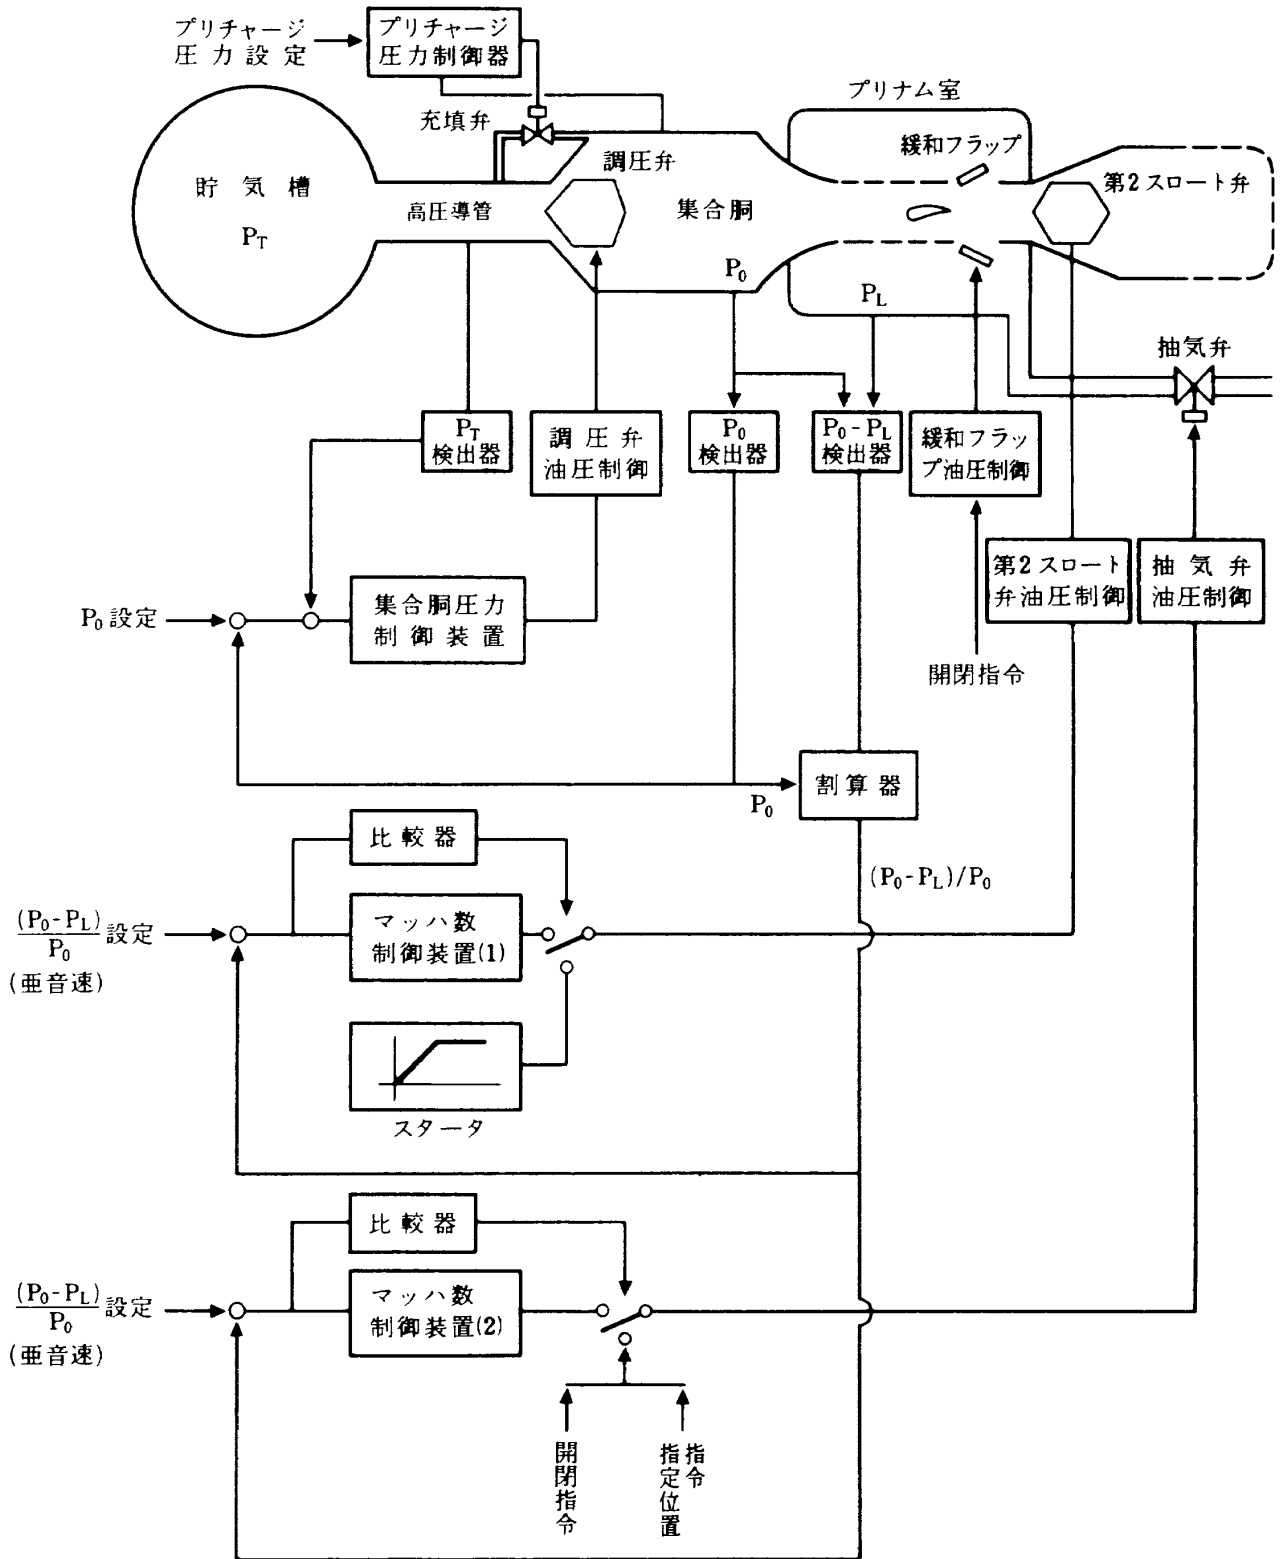 プリチャージ
圧力設定
プリチャージ
圧力制御器
充填弁
プリナム室
緩和フラップ
調圧弁
第2スロート弁
貯気槽
P_T
高圧導管
集合胴
P_0
P_L
抽気弁
P_T
検出器
調圧弁
油圧制御
P_0
検出器
P_0-P_L
検出器
緩和フラッ
プ油圧制御
第2スロート
弁油圧制御
抽気弁
油圧制御
P_0設定
集合胴圧力
制御装置
開閉指令
P_0
割算器
比較器
(P_0-P_L)/P_0
(P_0-P_L)
P_0
設定
(亜音速)
マッハ数
制御装置(1)
スタータ
比較器
(P_0-P_L)
P_0
設定
(亜音速)
マッハ数
制御装置(2)
開閉指令
指令
指定位置